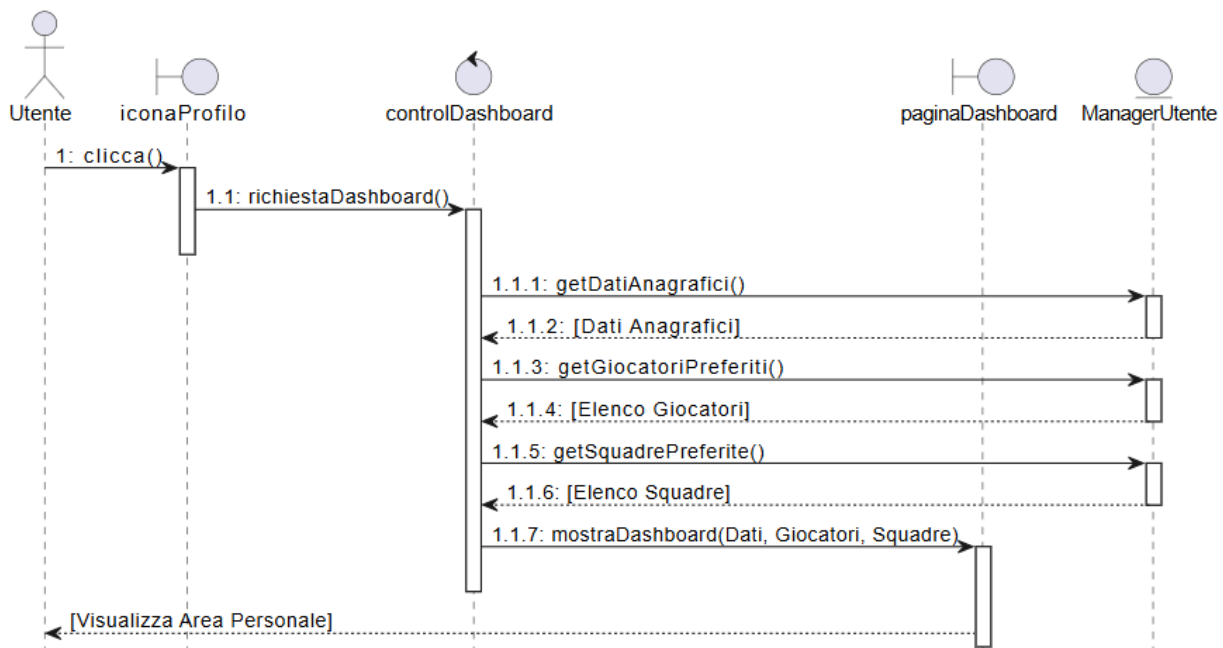 Utente
iconaProfilo
controlDashboard
paginaDashboard
ManagerUtente
1: clicca()
1.1: richiestaDashboard()
1.1.1: getDatiAnagrafici()
1.1.2: [Dati Anagrafici]
1.1.3: getGiocatoriPreferiti()
1.1.4: [Elenco Giocatori]
1.1.5: getSquadrePreferite()
1.1.6: [Elenco Squadre]
1.1.7: mostraDashboard(Dati, Giocatori, Squadre)
[Visualizza Area Personale]